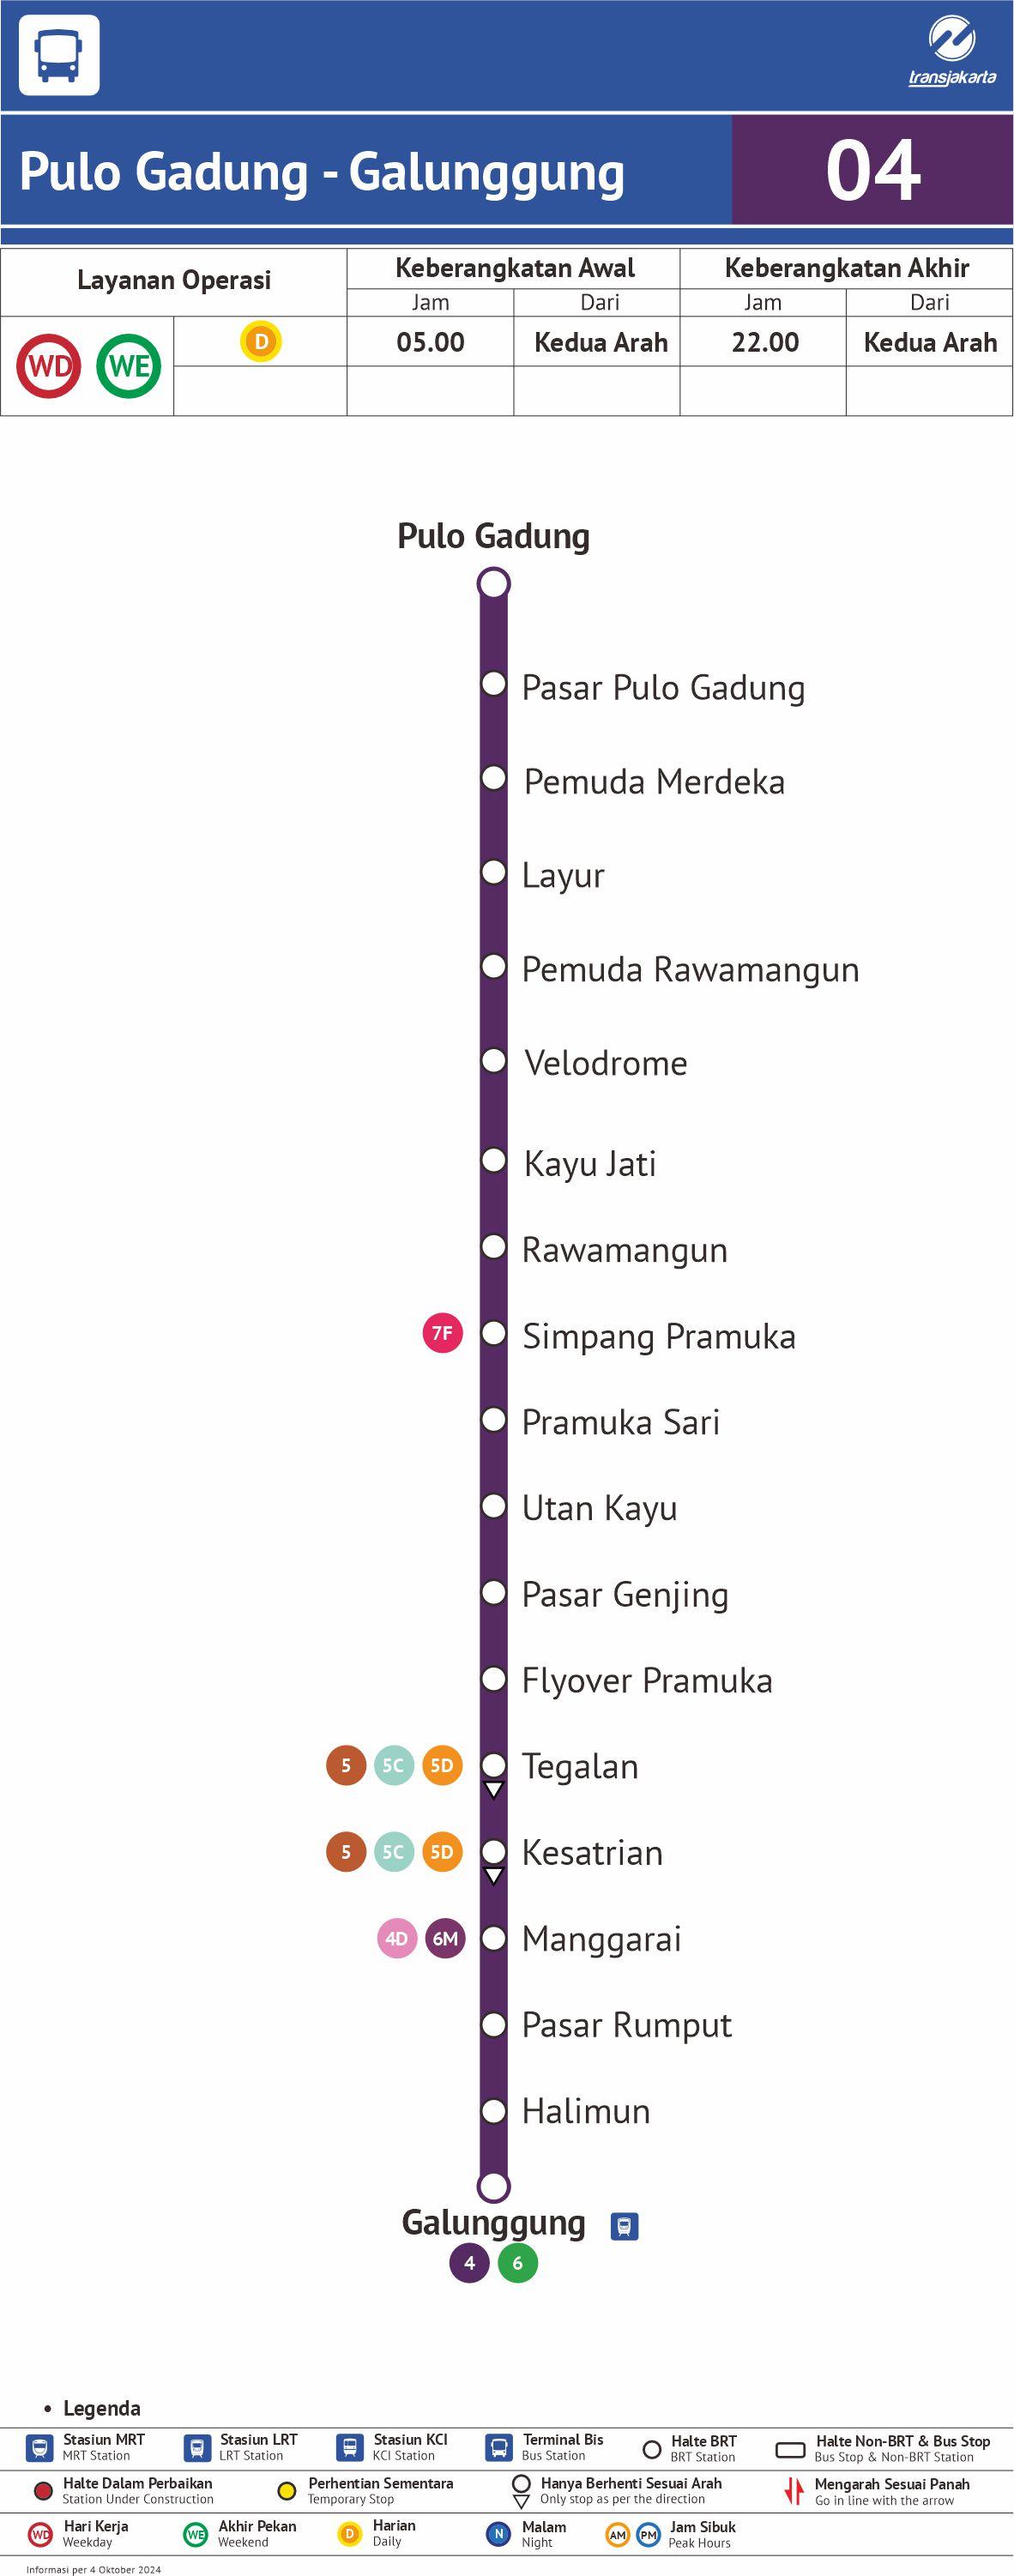 transjakarta
Pulo Gadung - Galunggung
04
Layanan Operasi
Keberangkatan Awal
Keberangkatan Akhir
Jam
Dari
Jam
Dari
WD
WE
D
05.00
Kedua Arah
22.00
Kedua Arah
Pulo Gadung
Pasar Pulo Gadung
Pemuda Merdeka
Layur
Pemuda Rawamangun
Velodrome
Kayu Jati
Rawamangun
7F
Simpang Pramuka
Pramuka Sari
Utan Kayu
Pasar Genjing
Flyover Pramuka
5 5C 5D
Tegalan
5 5C 5D
Kesatrian
4D 6M
Manggarai
Pasar Rumput
Halimun
Galunggung
4 6
• Legenda
Stasiun MRT
MRT Station
Stasiun LRT
LRT Station
Stasiun KCI
KCI Station
Terminal Bis
Bus Station
Halte BRT
BRT Station
Halte Non-BRT & Bus Stop
Bus Stop & Non-BRT Station
Halte Dalam Perbaikan
Station Under Construction
Perhentian Sementara
Temporary Stop
Hanya Berhenti Sesuai Arah
Only stop as per the direction
Mengarah Sesuai Panah
Go in line with the arrow
WD
Hari Kerja
Weekday
WE
Akhir Pekan
Weekend
D
Harian
Daily
N
Malam
Night
AM PM
Jam Sibuk
Peak Hours
Informasi per 4 Oktober 2024